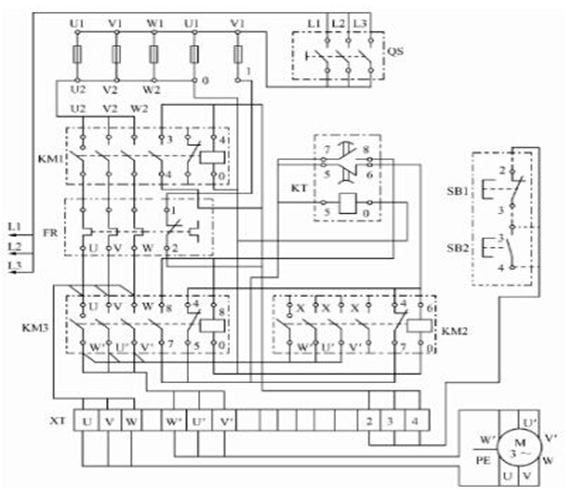 U1 V1 W1 U1 V1 L1 L2 L3
QS
0 1
U2 V2 W2
U2 V2 W2 3 4
KM1
4 0
7 8
KT
5 6
5 0
2
SB1
3
3
SB2
4
1
L1
FR
L2
U V W 2
L3
U V W 8 4 8
X X 4 6
KM3
KM2
W' U' V' 7 5 0
W' U' V' 7 0
XT U V W W' U' V' 2 3 4
U'
W' M V'
PE 3~ W
U V